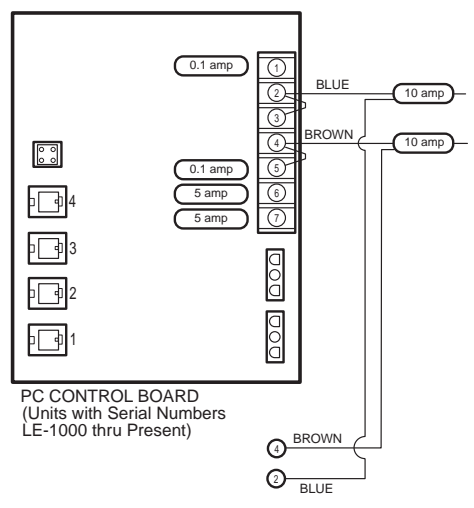 0.1 amp
1
BLUE
2
10 amp
3
BROWN
4
10 amp
0.1 amp
5
5 amp
6
5 amp
7
4
3
2
1
PC CONTROL BOARD
(Units with Serial Numbers
LE-1000 thru Present)
4
BROWN
2
BLUE